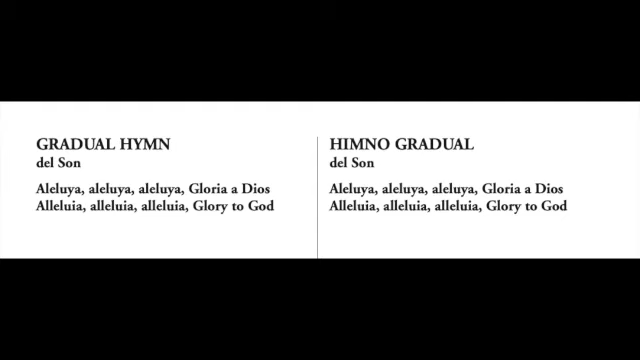 GRADUAL HYMN
del Son
Aleluya, aleluya, aleluya, Gloria a Dios
Alleluia, alleluia, alleluia, Glory to God
HIMNO GRADUAL
del Son
Aleluya, aleluya, aleluya, Gloria a Dios
Alleluia, alleluia, alleluia, Glory to God